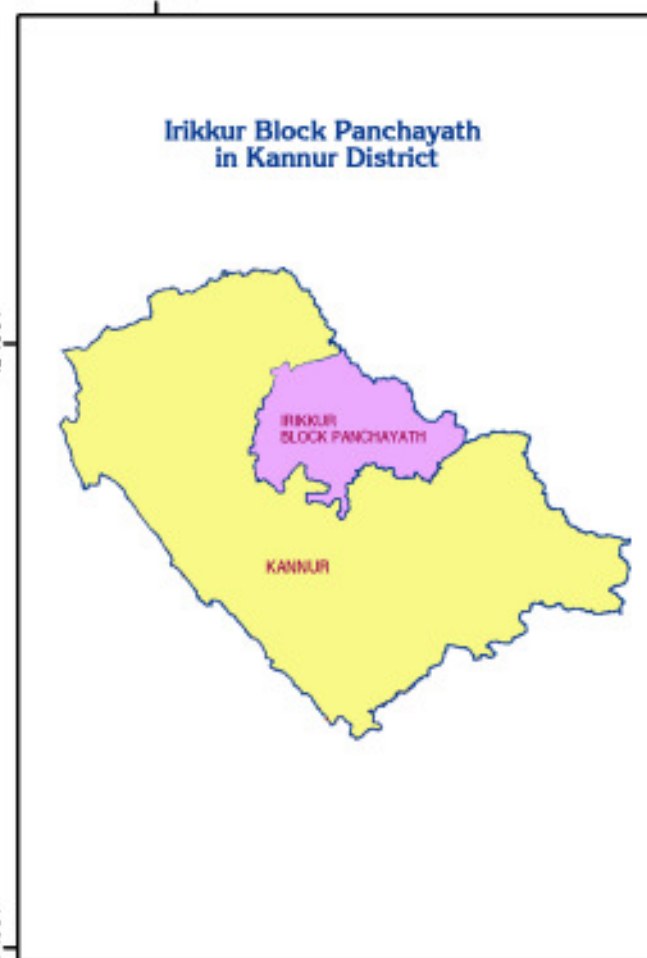 Irikkur Block Panchayath
in Kannur District
IRIKKUR
BLOCK PANCHAYATH
KANNUR